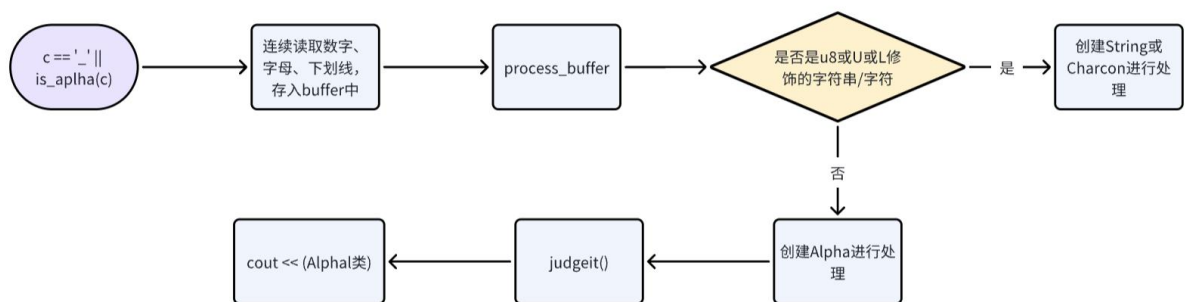 c == '_' ||
is_aplha(c)
连续读取数字、
字母、下划线，
存入buffer中
process_buffer
是否是u8或U或L修
饰的字符串/字符
是
创建String或
Charcon进行处
理
否
创建Alpha进行处
理
judgeit()
cout << (Alphal类)